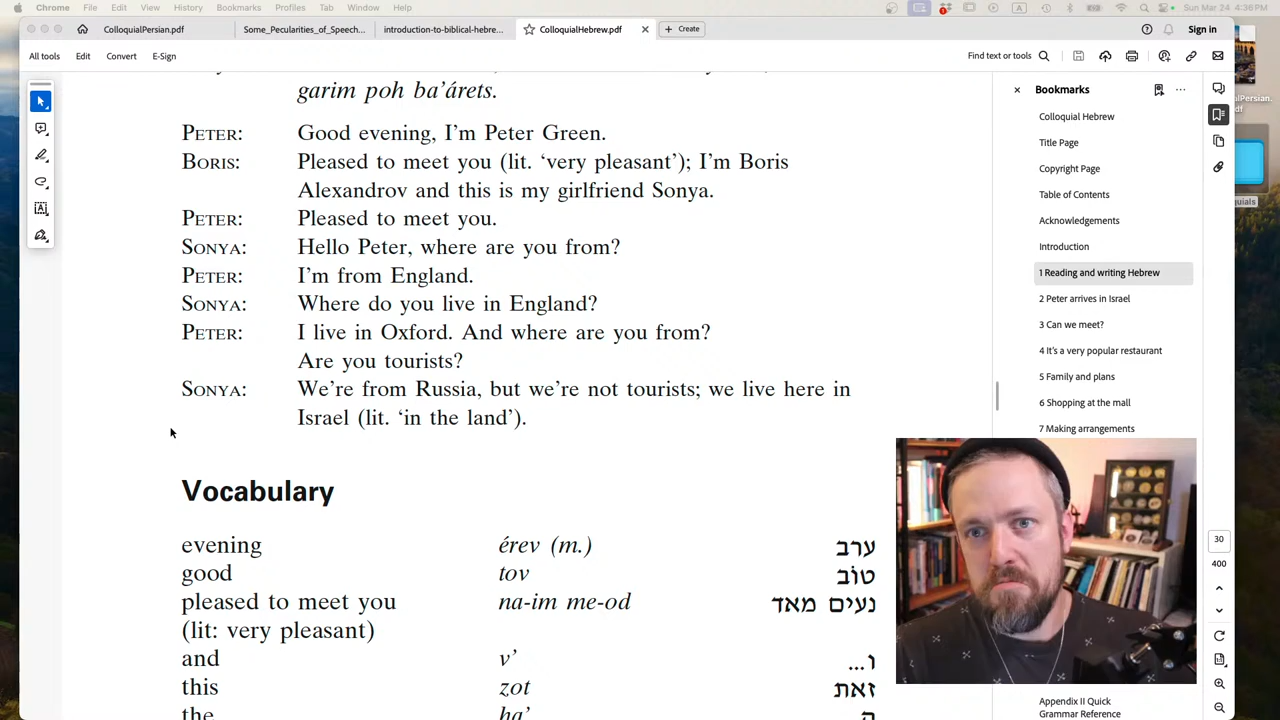 Chrome File Edit View History Bookmarks Profiles Tab Window Help
A
Sun Mar 24 4:36 PM
ColloquialPersian.pdf
Some_Pecularities_of_Speech...
introduction-to-biblical-hebre...
ColloquialHebrew.pdf
Create
Sign in
All tools Edit Convert E-Sign
Find text or tools
garim poh ba'árets.
PETER: Good evening, I'm Peter Green.
BORIS: Pleased to meet you (lit. 'very pleasant'); I'm Boris
Alexandrov and this is my girlfriend Sonya.
PETER: Pleased to meet you.
SONYA: Hello Peter, where are you from?
PETER: I'm from England.
SONYA: Where do you live in England?
PETER: I live in Oxford. And where are you from?
Are you tourists?
SONYA: We're from Russia, but we're not tourists; we live here in
Israel (lit. 'in the land').
Vocabulary
evening érev (m.) ערב
good tov טוֹב
pleased to meet you na-im me-od נעים מאד
(lit: very pleasant)
and v' ו...
this zot זאת
the ha' ה
Bookmarks
Colloquial Hebrew
Title Page
Copyright Page
Table of Contents
Acknowledgements
Introduction
1 Reading and writing Hebrew
2 Peter arrives in Israel
3 Can we meet?
4 It's a very popular restaurant
5 Family and plans
6 Shopping at the mall
7 Making arrangements
Appendix II Quick
Grammar Reference
30
400